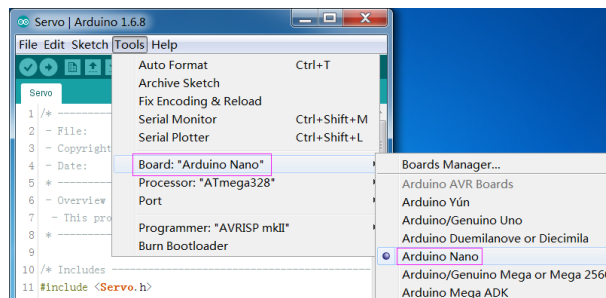 Servo | Arduino 1.6.8
File Edit Sketch Tools Help
Auto Format Ctrl+T
Archive Sketch
Fix Encoding & Reload
Serial Monitor Ctrl+Shift+M
Serial Plotter Ctrl+Shift+L
Board: "Arduino Nano"
Processor: "ATmega328"
Port
Programmer: "AVRISP mkII"
Burn Bootloader
Servo
1 /* ----------
2 - File:
3 - Copyright
4 - Date:
5 * ----------
6 - Overview
7 - This pro
8 * ----------
9
10 /* Includes ----------
11 #include <Servo.h>
Boards Manager...
Arduino AVR Boards
Arduino Yún
Arduino/Genuino Uno
Arduino Duemilanove or Diecimila
Arduino Nano
Arduino/Genuino Mega or Mega 256
Arduino Mega ADK